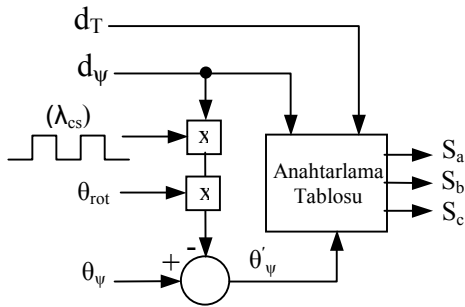 d_T
d_ψ
(λ_cs)
x
θ_rot
x
Anahtarlama
Tablosu
S_a
S_b
S_c
+
-
θ_ψ
θ'_ψ